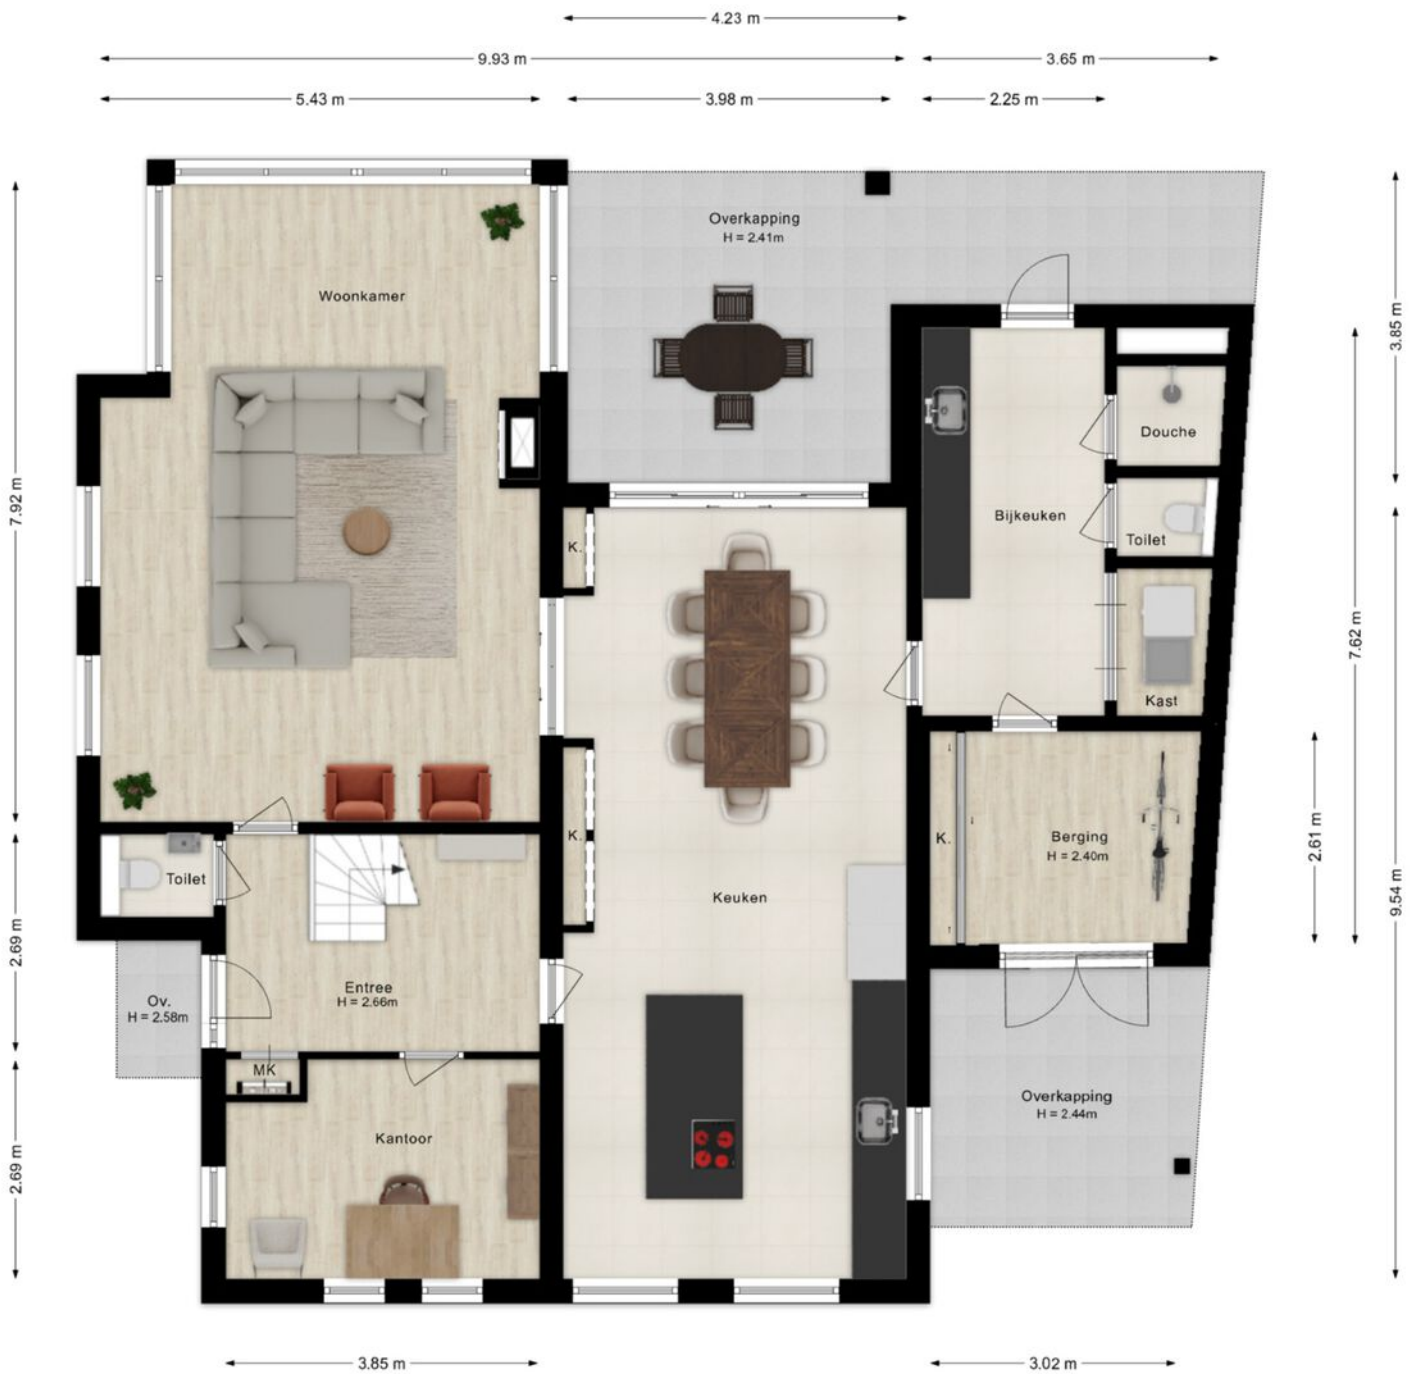 4.23 m
9.93 m
3.65 m
5.43 m
3.98 m
2.25 m
Overkapping
H = 2.41m
Woonkamer
3.85 m
7.92 m
Douche
K.
Bijkeuken
Toilet
7.62 m
Kast
2.61 m
K.
K.
Berging
H = 2.40m
Toilet
Keuken
9.54 m
2.69 m
Entree
H = 2.66m
Ov.
H = 2.58m
MK
Overkapping
H = 2.44m
Kantoor
2.69 m
3.85 m
3.02 m